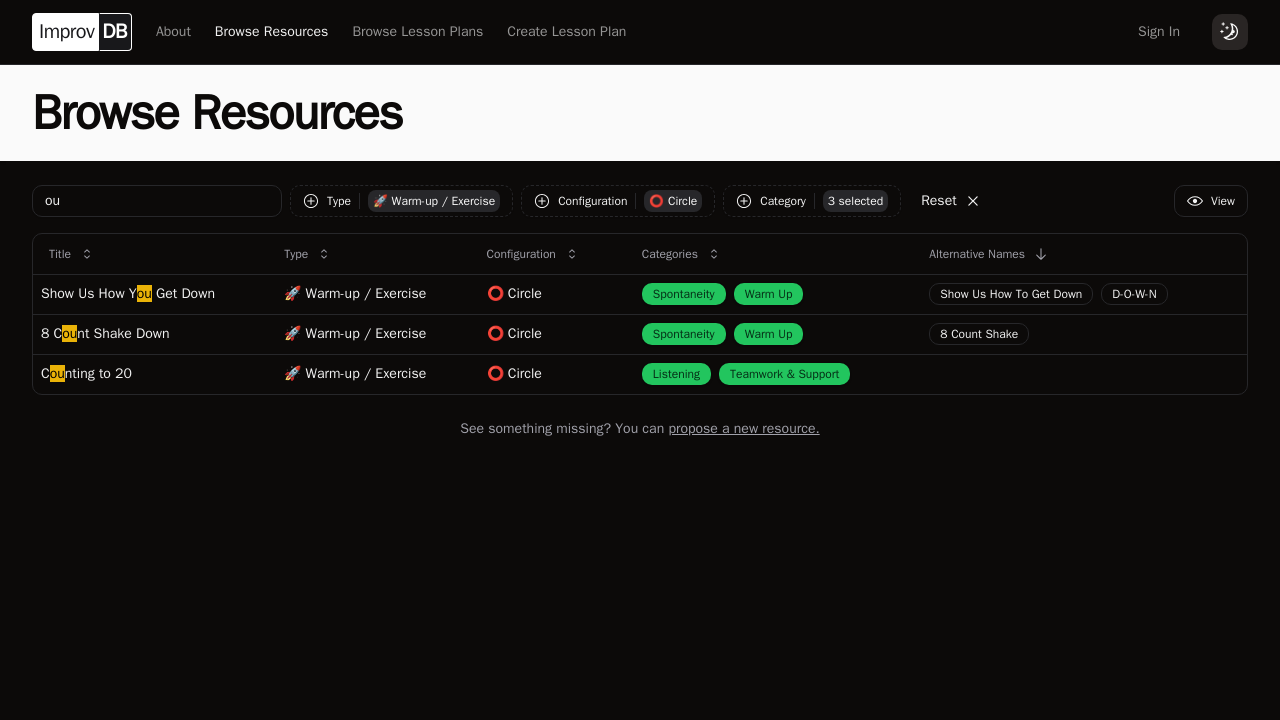 Improv DB About Browse Resources Browse Lesson Plans Create Lesson Plan Sign In
Browse Resources
ou Type 🚀 Warm-up / Exercise Configuration ⭕ Circle Category 3 selected Reset View
Title Type Configuration Categories Alternative Names
Show Us How You Get Down 🚀 Warm-up / Exercise ⭕ Circle Spontaneity Warm Up Show Us How To Get Down D-O-W-N
8 Count Shake Down 🚀 Warm-up / Exercise ⭕ Circle Spontaneity Warm Up 8 Count Shake
Counting to 20 🚀 Warm-up / Exercise ⭕ Circle Listening Teamwork & Support
See something missing? You can propose a new resource.